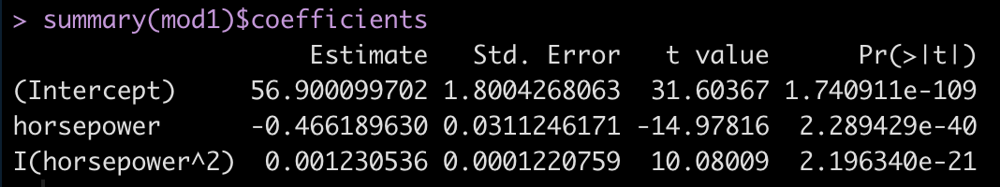 > summary(mod1)$coefficients
Estimate Std. Error t value Pr(>|t|)
(Intercept) 56.900099702 1.8004268063 31.60367 1.740911e-109
horsepower -0.466189630 0.0311246171 -14.97816 2.289429e-40
I(horsepower^2) 0.001230536 0.0001220759 10.08009 2.196340e-21